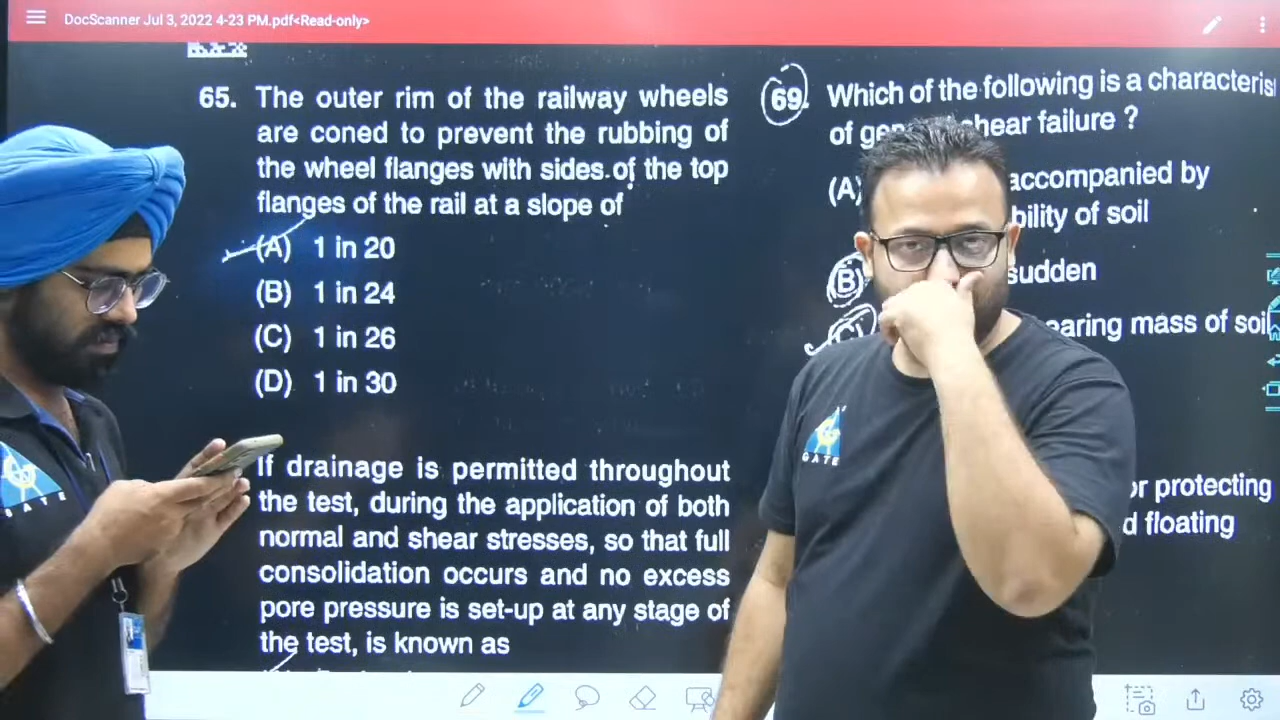 DocScanner Jul 3, 2022 4-23 PM.pdf<Read-only>
65. The outer rim of the railway wheels
are coned to prevent the rubbing of
the wheel flanges with sides of the top
flanges of the rail at a slope of
(A) 1 in 20
(B) 1 in 24
(C) 1 in 26
(D) 1 in 30
If drainage is permitted throughout
the test, during the application of both
normal and shear stresses, so that full
consolidation occurs and no excess
pore pressure is set-up at any stage of
the test, is known as
69. Which of the following is a characteris
of shear failure ?
(A) accompanied by
bility of soil
(B) sudden
(C) earing mass of soil
or protecting
d floating
GATE
GATE